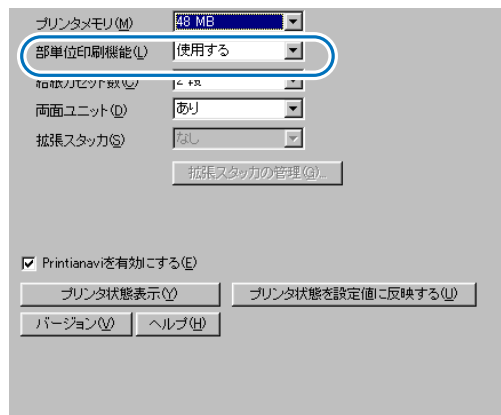 プリンタメモリ(M) 48 MB
部単位印刷機能(L) 使用する
両面ユニット(D) あり
拡張スタッカ(S) なし
拡張スタッカの管理(G)...
Printianaviを有効にする(E)
プリンタ状態表示(Y) プリンタ状態を設定値に反映する(U)
バージョン(V) ヘルプ(H)